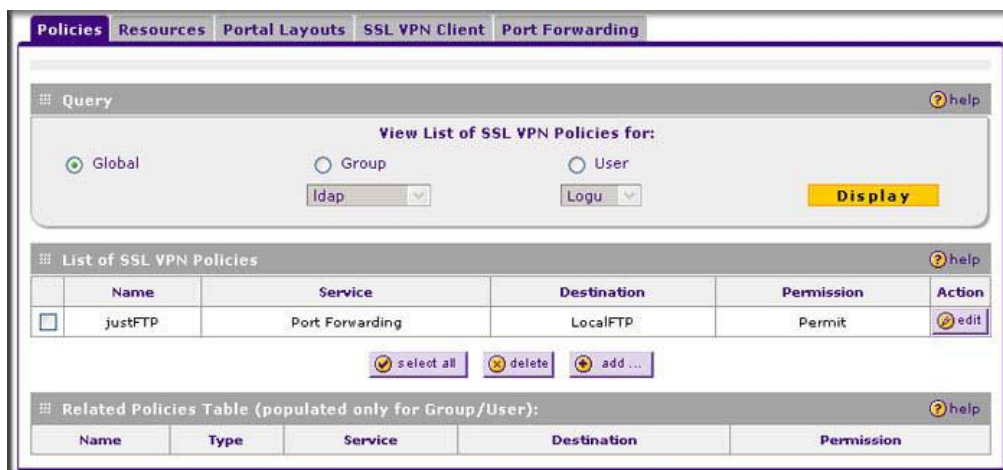 Policies Resources Portal Layouts SSL VPN Client Port Forwarding
Query help
View List of SSL VPN Policies for:
Global Group User
ldap Logu Display
List of SSL VPN Policies help
Name Service Destination Permission Action
justFTP Port Forwarding LocalFTP Permit edit
select all delete add ...
Related Policies Table (populated only for Group/User): help
Name Type Service Destination Permission